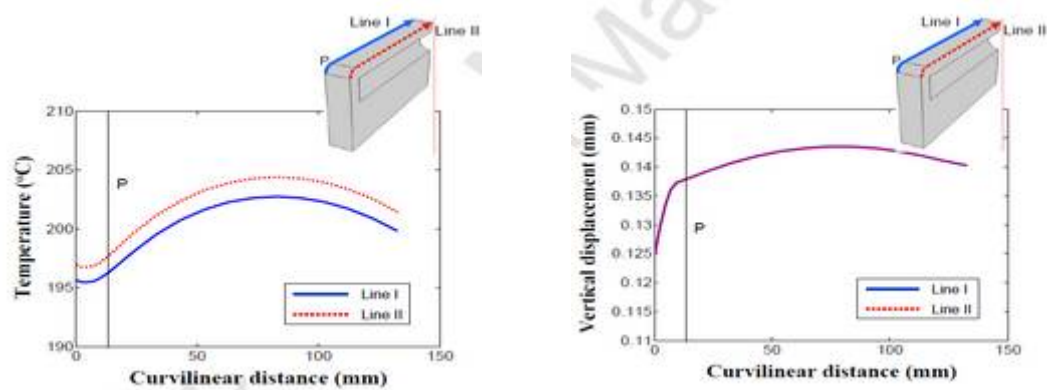 Line I
Line II
P
210
205
200
195
190
Temperature (°C)
P
Line I
Line II
0
50
100
150
Curvilinear distance (mm)
Ma
Line I
Line II
P
0.15
0.145
0.14
0.135
0.13
0.125
0.12
0.115
0.11
Vertical displacement (mm)
P
Line I
Line II
0
50
100
150
Curvilinear distance (mm)